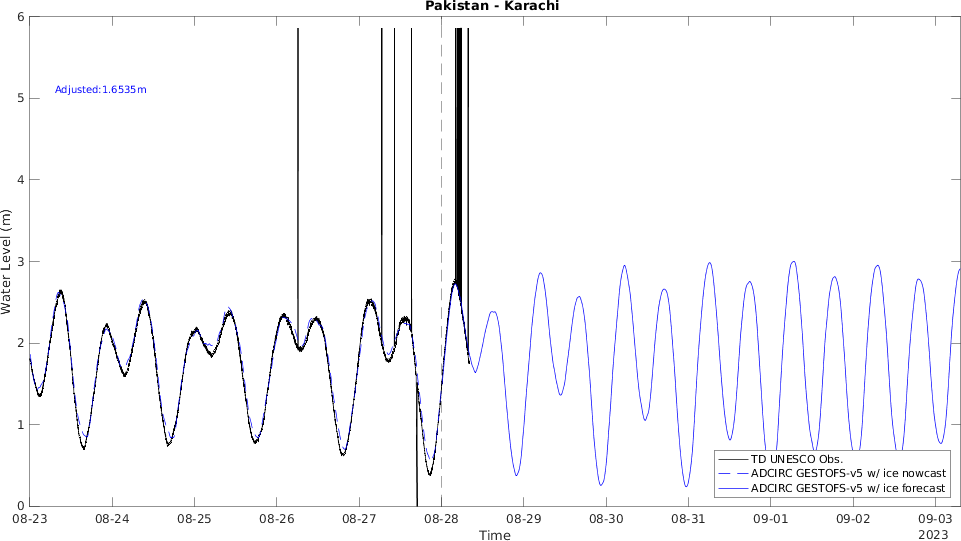 Pakistan - Karachi
6
5
4
3
2
1
0
Water Level (m)
Adjusted:1.6535m
TD UNESCO Obs.
ADCIRC GESTOFS-v5 w/ ice nowcast
ADCIRC GESTOFS-v5 w/ ice forecast
08-23 08-24 08-25 08-26 08-27 08-28 08-29 08-30 08-31 09-01 09-02 09-03
Time
2023